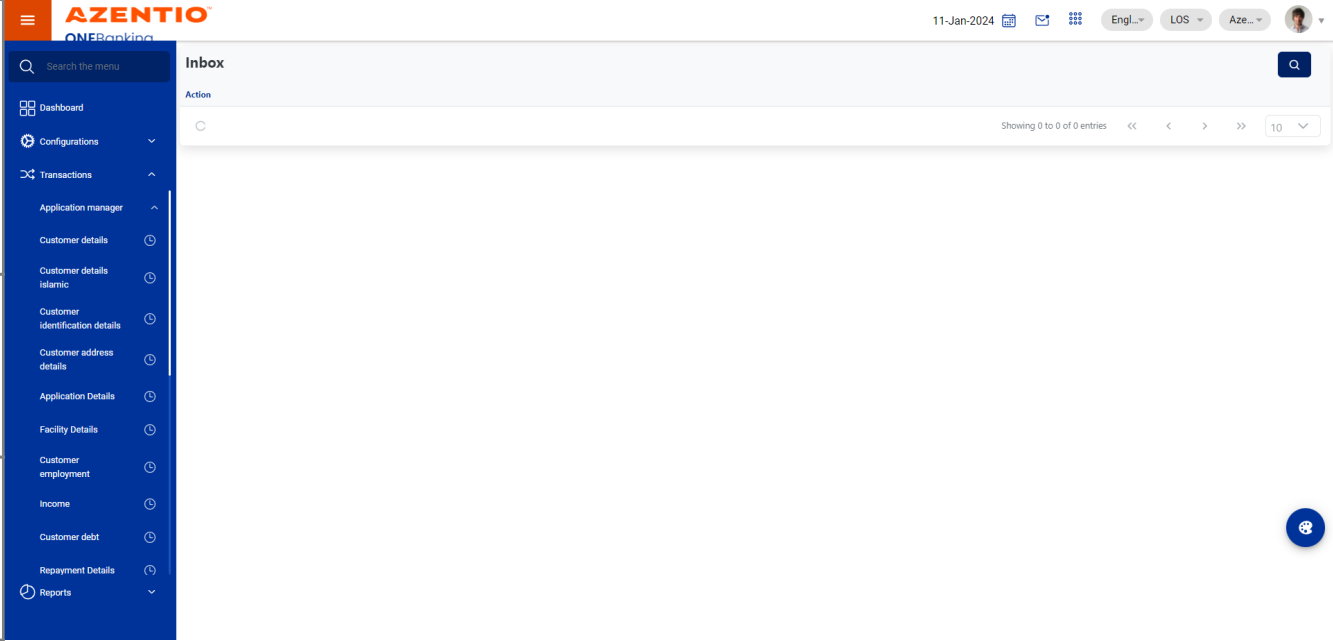 AZENTIO™
ONEBanking
11-Jan-2024
Engl...
LOS
Aze...
Search the menu
Dashboard
Configurations
Transactions
Application manager
Customer details
Customer details
islamic
Customer
identification details
Customer address
details
Application Details
Facility Details
Customer
employment
Income
Customer debt
Repayment Details
Reports
Inbox
Action
Showing 0 to 0 of 0 entries
10